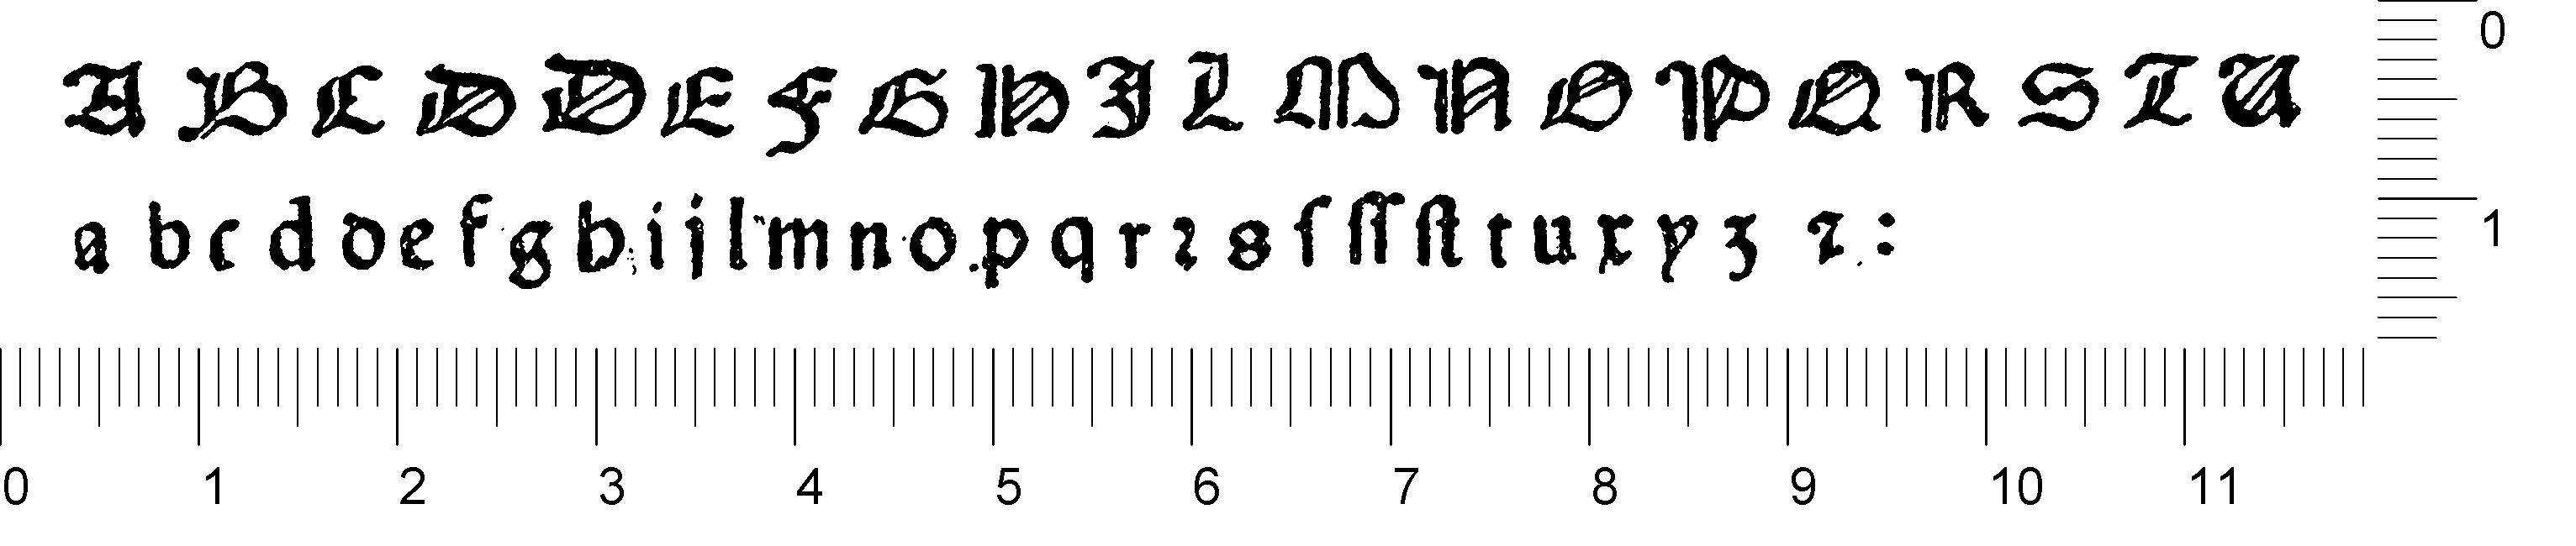 A B C D D E F G H I L M N O P Q R S T U
a b c d d e f g h i j l m n o p q r ꝛ s ſ ſſ ſt t u x y z ꝛ :
0 1 2 3 4 5 6 7 8 9 10 11
0
1